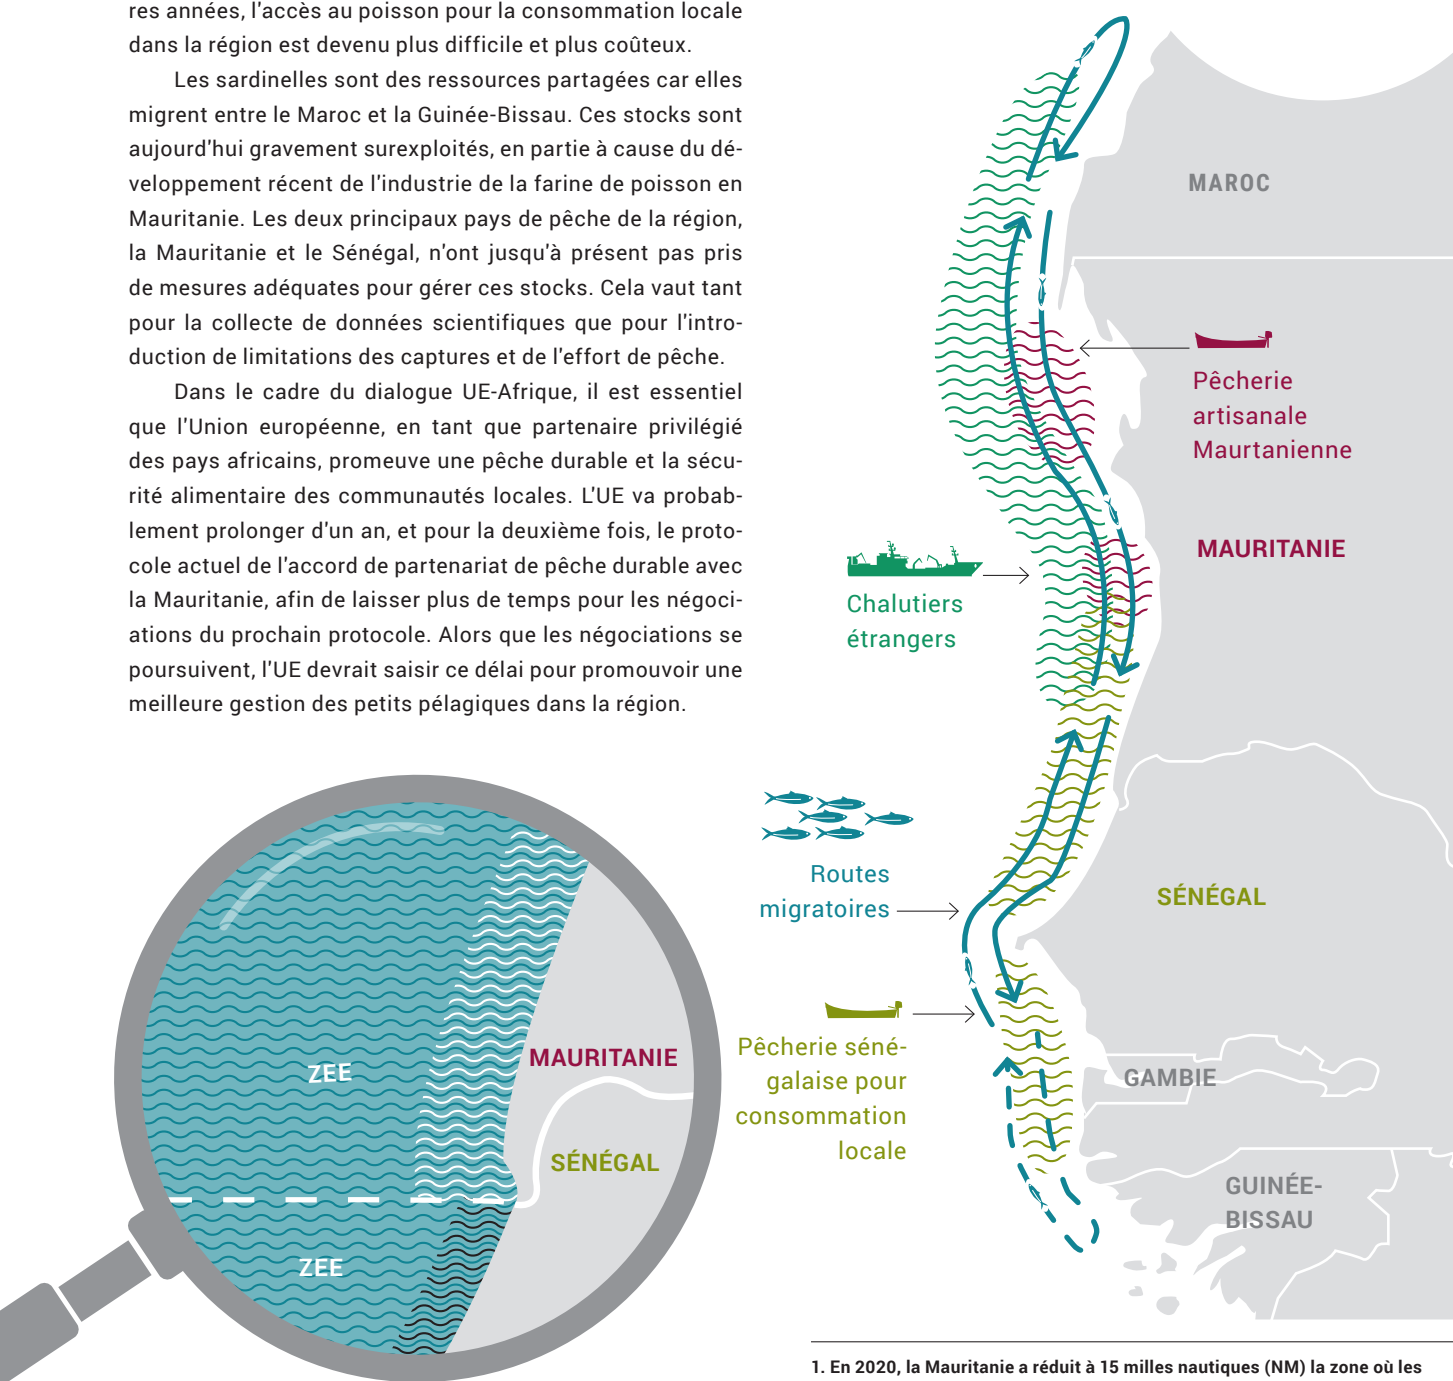 res années, l'accès au poisson pour la consommation locale
dans la région est devenu plus difficile et plus coûteux.
Les sardinelles sont des ressources partagées car elles
migrent entre le Maroc et la Guinée-Bissau. Ces stocks sont
aujourd'hui gravement surexploités, en partie à cause du dé-
veloppement récent de l'industrie de la farine de poisson en
Mauritanie. Les deux principaux pays de pêche de la région,
la Mauritanie et le Sénégal, n'ont jusqu'à présent pas pris
de mesures adéquates pour gérer ces stocks. Cela vaut tant
pour la collecte de données scientifiques que pour l'intro-
duction de limitations des captures et de l'effort de pêche.
Dans le cadre du dialogue UE-Afrique, il est essentiel
que l'Union européenne, en tant que partenaire privilégié
des pays africains, promeuve une pêche durable et la sécu-
rité alimentaire des communautés locales. L'UE va probab-
lement prolonger d'un an, et pour la deuxième fois, le proto-
cole actuel de l'accord de partenariat de pêche durable avec
la Mauritanie, afin de laisser plus de temps pour les négoci-
ations du prochain protocole. Alors que les négociations se
poursuivent, l'UE devrait saisir ce délai pour promouvoir une
meilleure gestion des petits pélagiques dans la région.
ZEE
MAURITANIE
SÉNÉGAL
ZEE
MAROC
Pêcherie
artisanale
Maurtanienne
MAURITANIE
Chalutiers
étrangers
Routes
migratoires
SÉNÉGAL
Pêcherie séné-
galaise pour
consommation
locale
GAMBIE
GUINÉE-
BISSAU
1. En 2020, la Mauritanie a réduit à 15 milles nautiques (NM) la zone où les